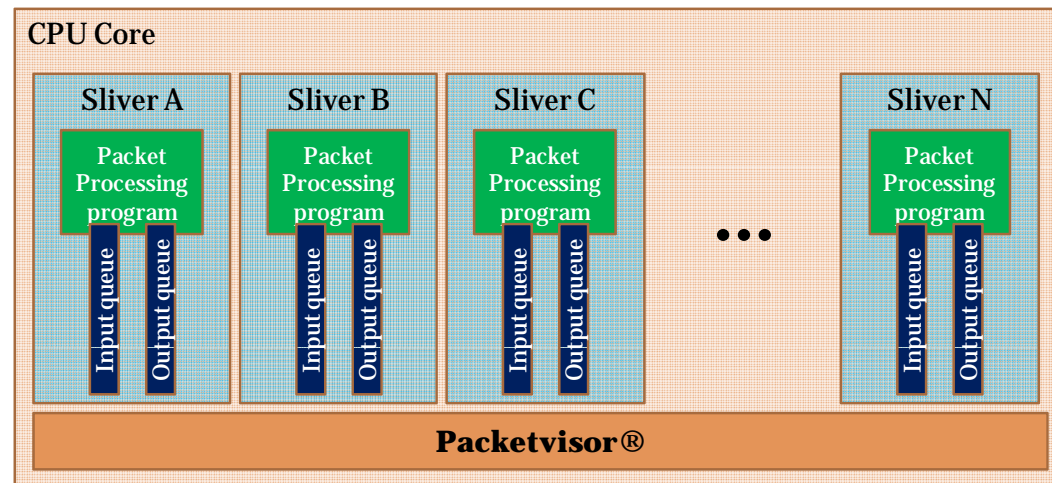 CPU Core
Sliver A
Packet
Processing
program
Input queue
Output queue
Sliver B
Packet
Processing
program
Input queue
Output queue
Sliver C
Packet
Processing
program
Input queue
Output queue
•••
Sliver N
Packet
Processing
program
Input queue
Output queue
Packetvisor®